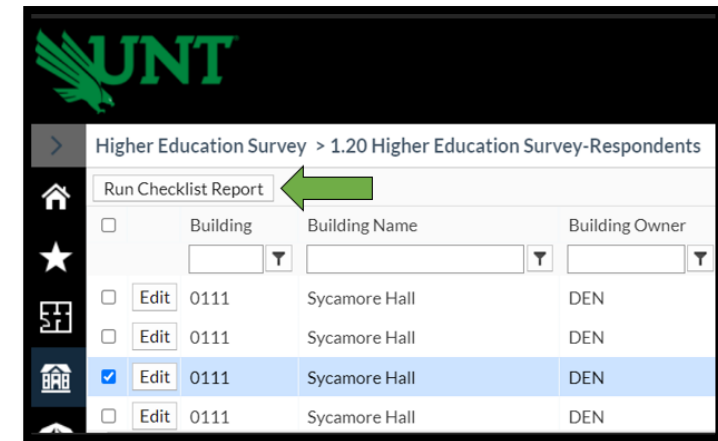 UNT
Higher Education Survey > 1.20 Higher Education Survey-Respondents
Run Checklist Report
Building Building Name Building Owner
Edit 0111 Sycamore Hall DEN
Edit 0111 Sycamore Hall DEN
Edit 0111 Sycamore Hall DEN
Edit 0111 Sycamore Hall DEN